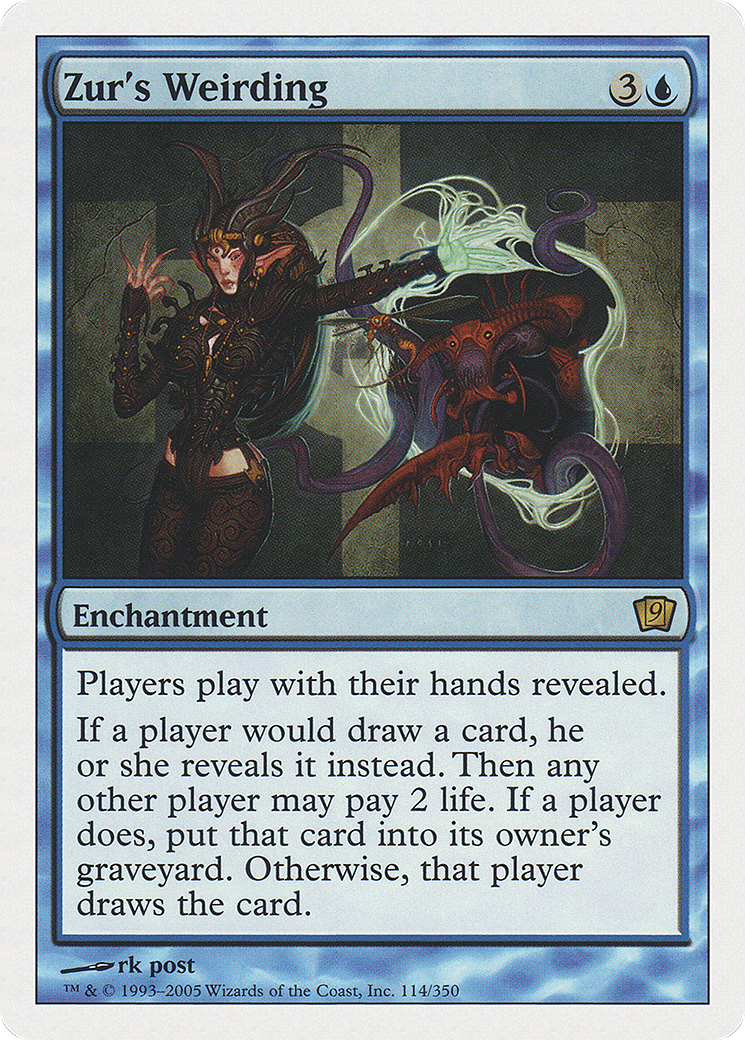 Zur's Weirding 3
Enchantment 9
Players play with their hands revealed.
If a player would draw a card, he
or she reveals it instead. Then any
other player may pay 2 life. If a player
does, put that card into its owner's
graveyard. Otherwise, that player
draws the card.
rk post
™ & © 1993–2005 Wizards of the Coast, Inc. 114/350